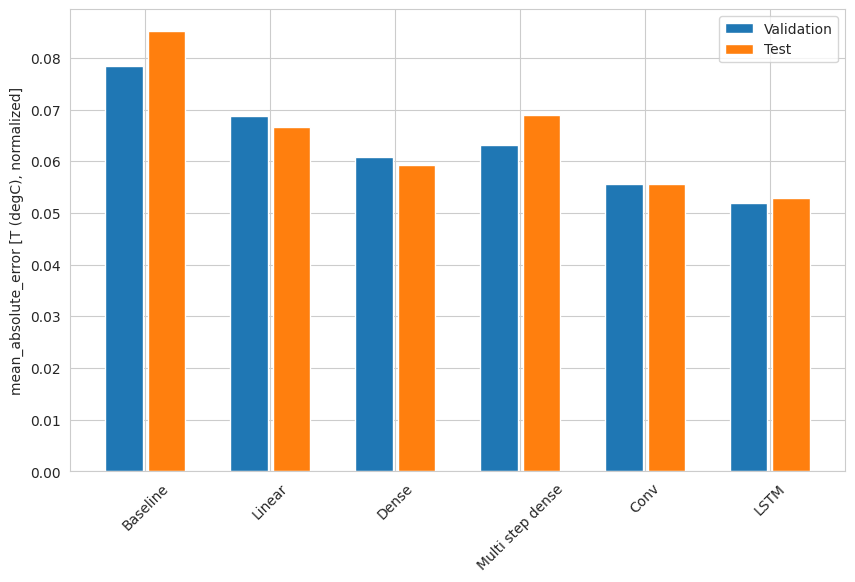 Validation
Test
mean_absolute_error [T (degC), normalized]
0.08
0.07
0.06
0.05
0.04
0.03
0.02
0.01
0.00
Baseline
Linear
Dense
Multi step dense
Conv
LSTM